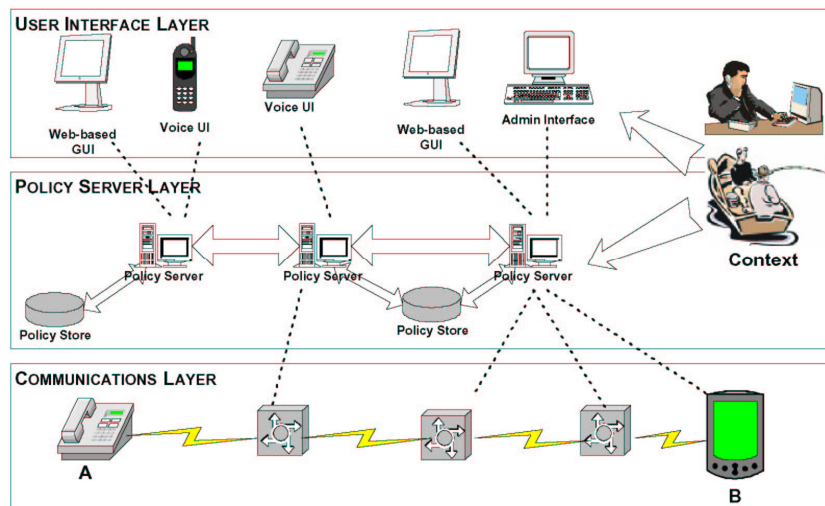 USER INTERFACE LAYER
Web-based
GUI
Voice UI
Voice UI
Web-based
GUI
Admin Interface
POLICY SERVER LAYER
Policy Server
Policy Server
Policy Server
Context
Policy Store
Policy Store
COMMUNICATIONS LAYER
A
B